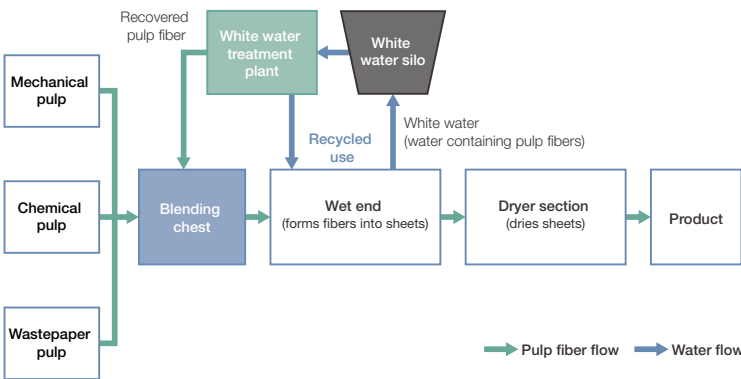 Recovered
pulp fiber
White water
treatment
plant
White
water silo
Mechanical
pulp
Recycled
use
White water
(water containing pulp fibers)
Chemical
pulp
Blending
chest
Wet end
(forms fibers into sheets)
Dryer section
(dries sheets)
Product
Wastepaper
pulp
Pulp fiber flow
Water flow